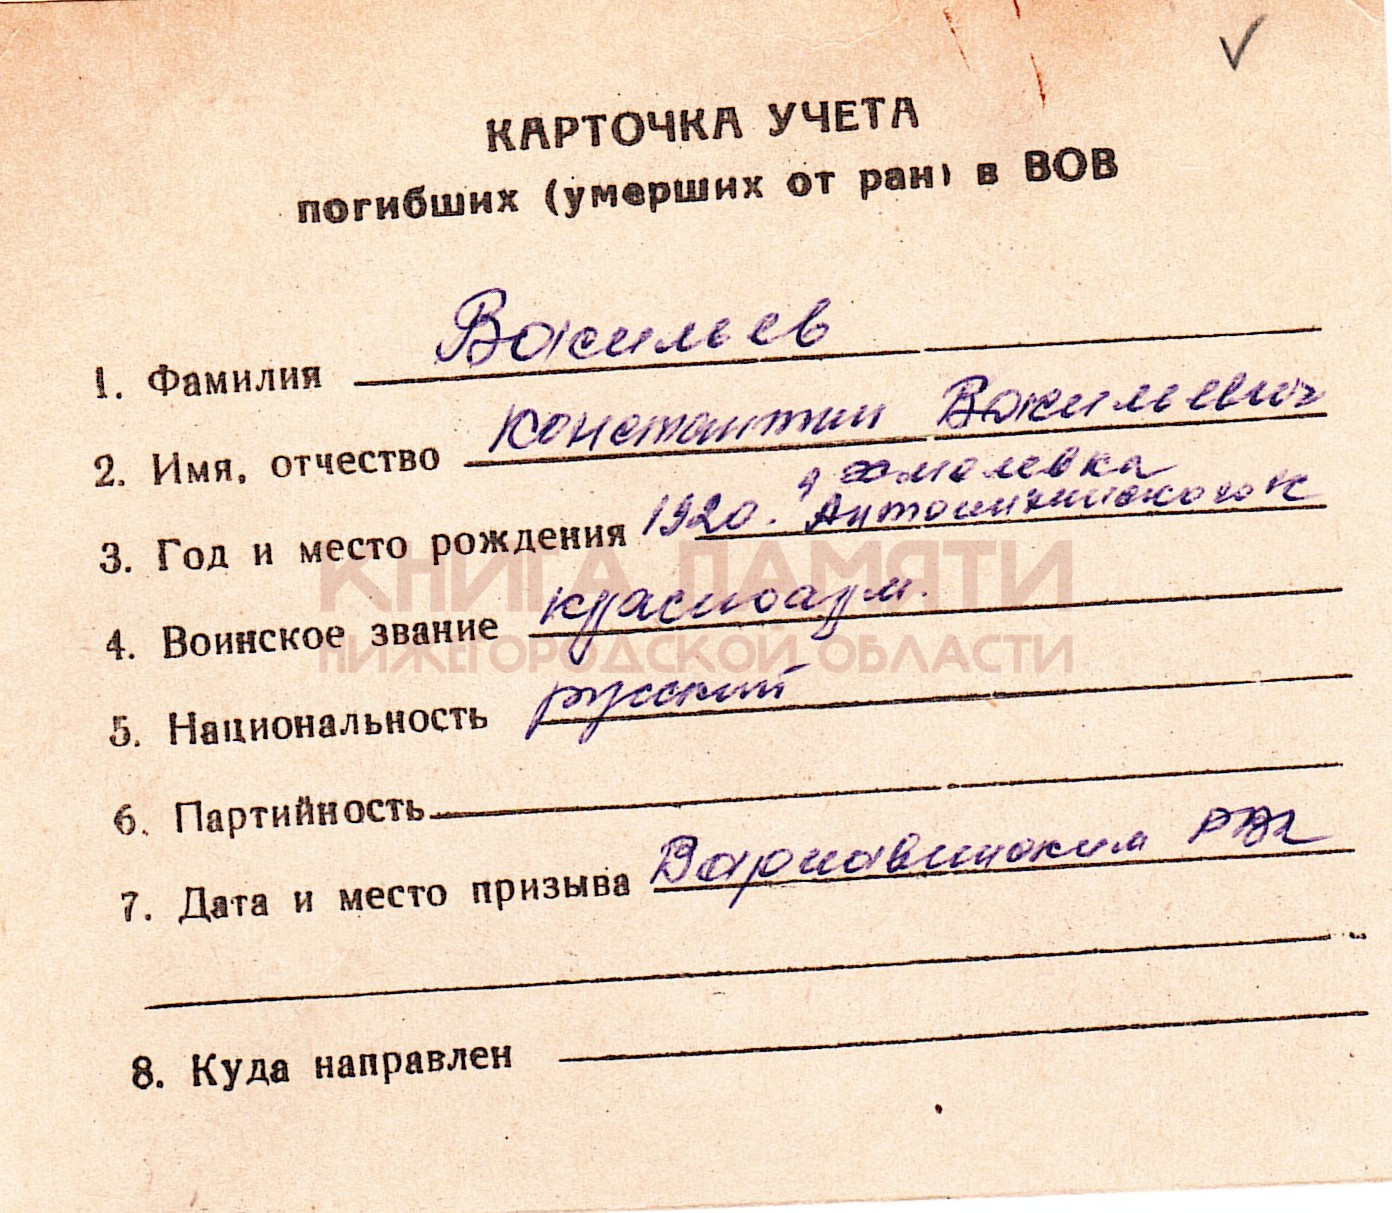 КАРТОЧКА УЧЕТА
погибших (умерших от ран) в ВОВ
1. Фамилия Васильев
2. Имя, отчество Константин Васильевич
д Хмелевка
3. Год и место рождения 1920.
КНИГА ПАМЯТИ
4. Воинское звание красноарм.
НИЖЕГОРОДСКОЙ ОБЛАСТИ
5. Национальность русский
6. Партийность
7. Дата и место призыва Варнавинским РВК
8. Куда направлен